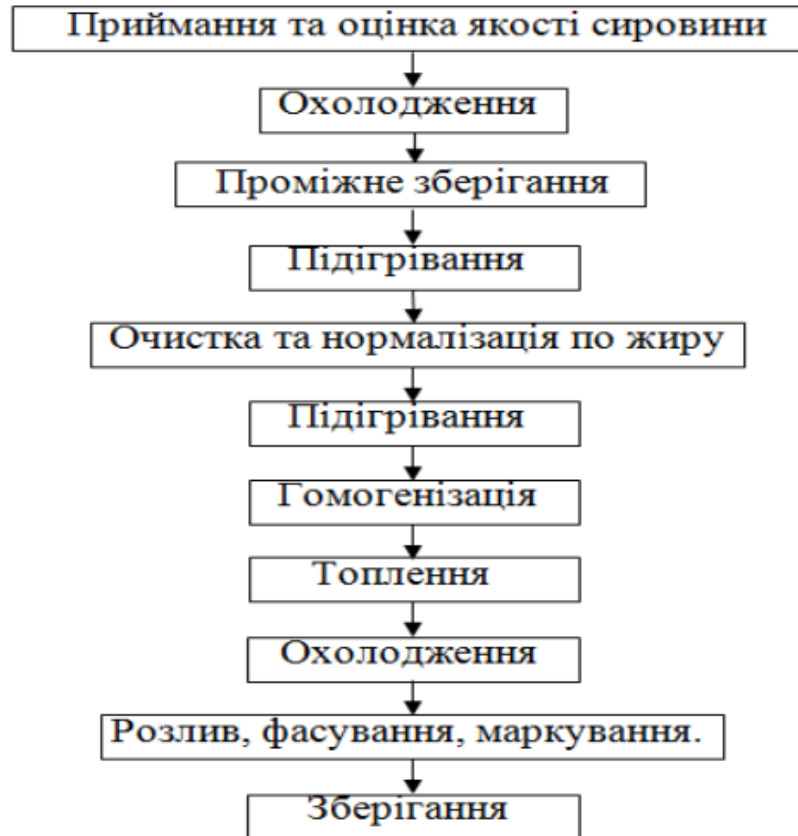 Приймання та оцінка якості сировини
Охолодження
Проміжне зберігання
Підігрівання
Очистка та нормалізація по жиру
Підігрівання
Гомогенізація
Топлення
Охолодження
Розлив, фасування, маркування.
Зберігання